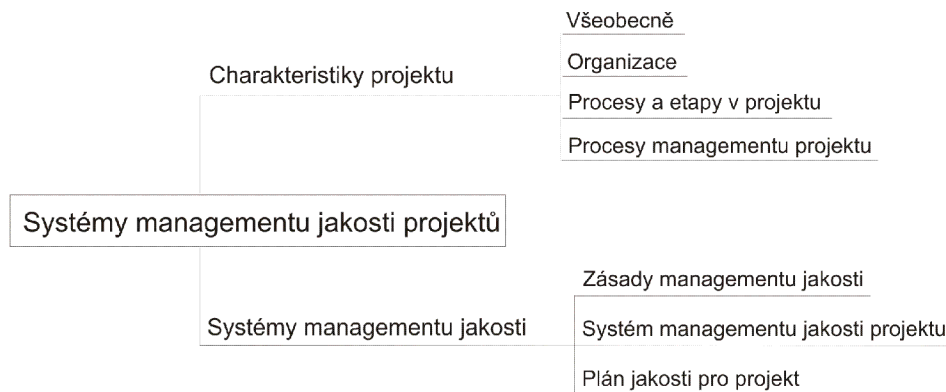 Všeobecně
Organizace
Charakteristiky projektu
Procesy a etapy v projektu
Procesy managementu projektu
Systémy managementu jakosti projektů
Zásady managementu jakosti
Systémy managementu jakosti
Systém managementu jakosti projektu
Plán jakosti pro projekt